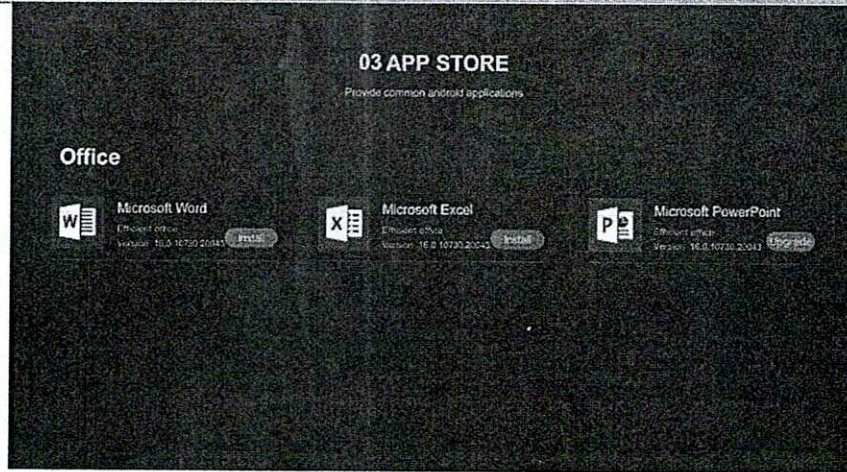 03 APP STORE
Provide common android applications
Office
Microsoft Word
Efficient office
Version 16.0.10730.20043
Install
Microsoft Excel
Efficient office
Version 16.0.10730.20043
Install
Microsoft PowerPoint
Efficient office
Version 16.0.10730.20043
Upgrade